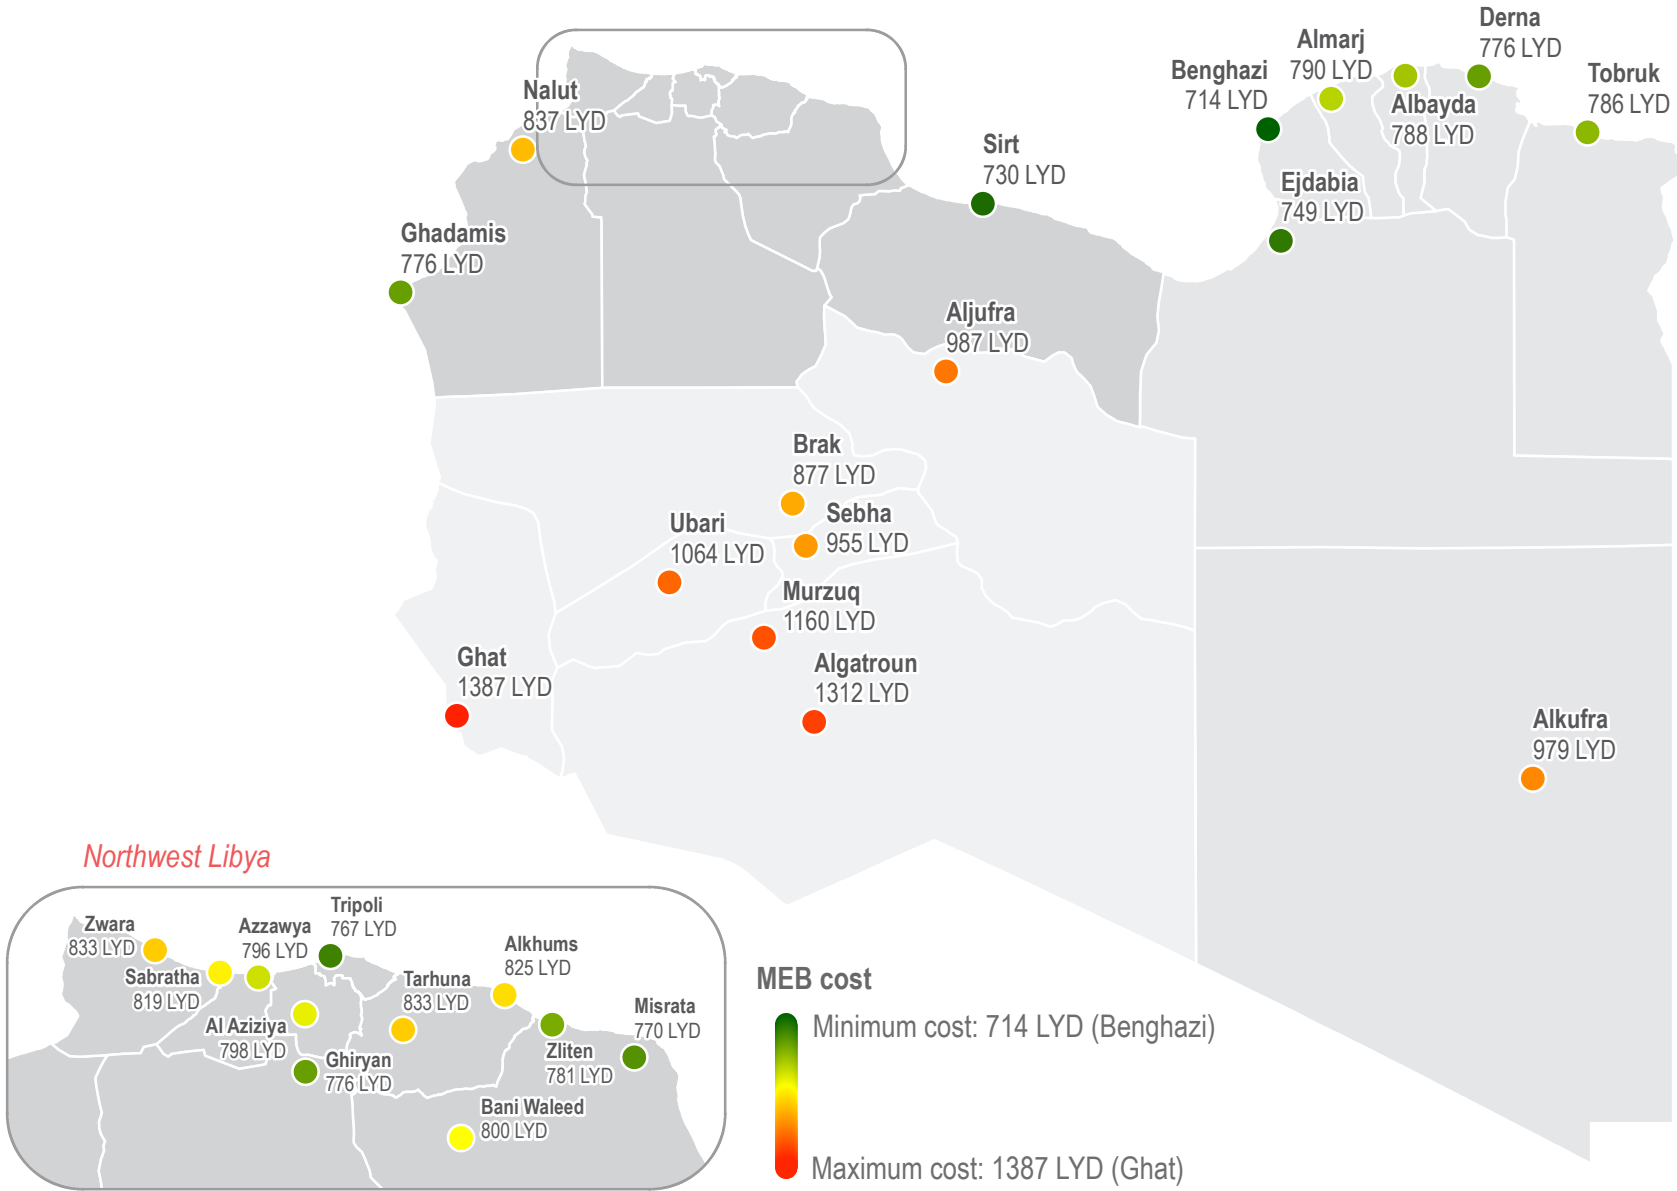 Nalut
837 LYD
Ghadamis
776 LYD
Sirt
730 LYD
Benghazi
714 LYD
Almarj
790 LYD
Albayda
788 LYD
Derna
776 LYD
Tobruk
786 LYD
Ejdabia
749 LYD
Aljufra
987 LYD
Brak
877 LYD
Sebha
955 LYD
Ubari
1064 LYD
Murzuq
1160 LYD
Ghat
1387 LYD
Algatroun
1312 LYD
Alkufra
979 LYD
Northwest Libya
Zwara
833 LYD
Sabratha
819 LYD
Azzawya
796 LYD
Tripoli
767 LYD
Al Aziziya
798 LYD
Ghiryan
776 LYD
Tarhuna
833 LYD
Alkhums
825 LYD
Zliten
781 LYD
Misrata
770 LYD
Bani Waleed
800 LYD
MEB cost
Minimum cost: 714 LYD (Benghazi)
Maximum cost: 1387 LYD (Ghat)